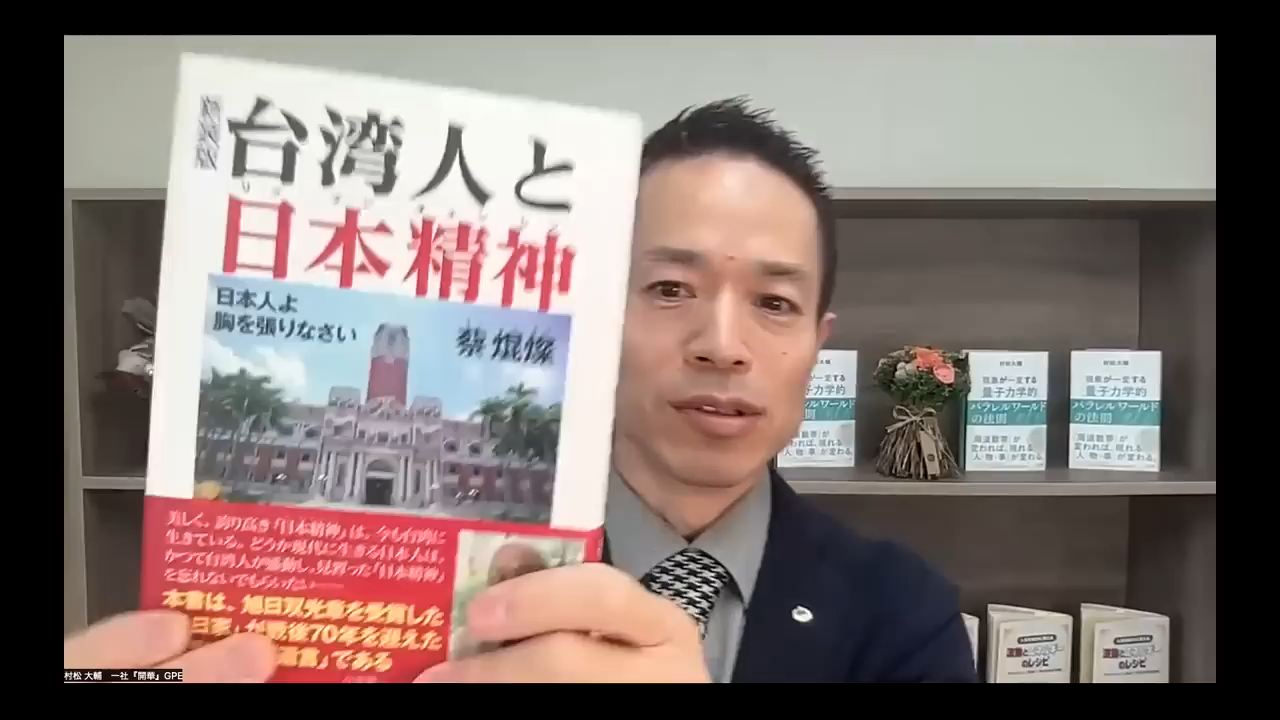 新装版
台湾人と
日本精神
日本人よ
胸を張りなさい
蔡焜燦
美しく、誇り高き「日本精神」は、今も台湾に
生きている。どうか現代に生きる日本人は、
かつて台湾人が感動し、見習った「日本精神」
を忘れないでもらいたい――
本書は、旭日双光章を受賞した
日家」が戦後70年を迎えた
遺言」である
村松大輔
現象が一変する
量子力学的
パラレルワールド
の法則
「周波数帯」が
変われば、現れる
「人・物・事」が変わる。
村松大輔
現象が一変する
量子力学的
パラレルワールド
の法則
「周波数帯」が
変われば、現れる
「人・物・事」が変わる。
のレシピ
のレシピ
村松 大輔 一社『開華』GPE